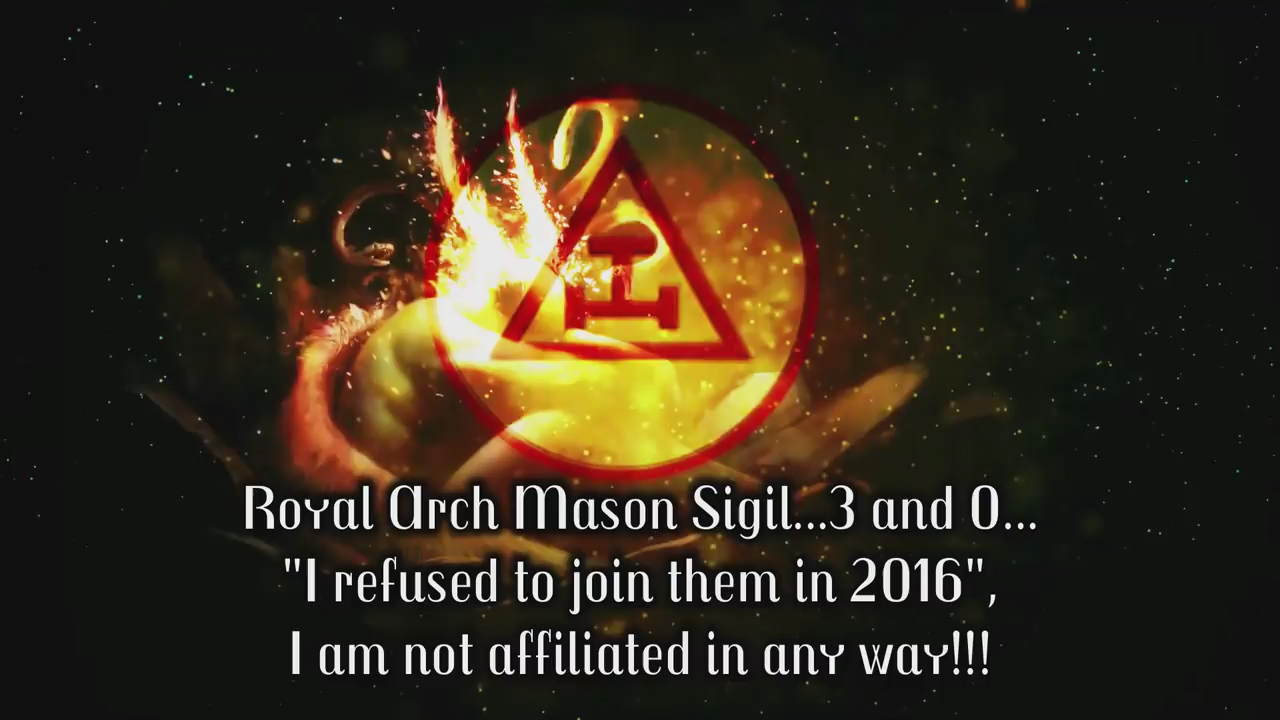 Royal Arch Mason Sigil...3 and 0...
"I refused to join them in 2016",
I am not affiliated in any way!!!